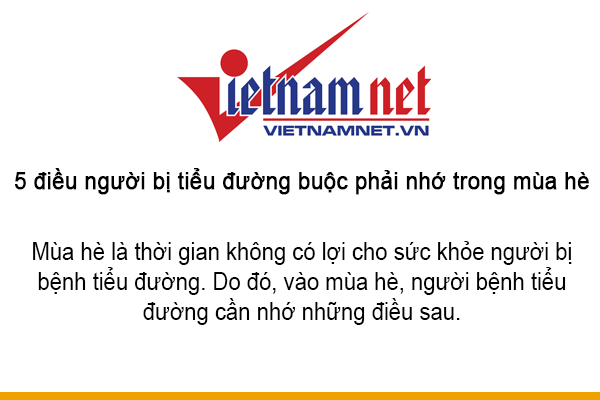 Vietnamnet
VIETNAMNET.VN
5 điều người bị tiểu đường buộc phải nhớ trong mùa hè
Mùa hè là thời gian không có lợi cho sức khỏe người bị
bệnh tiểu đường. Do đó, vào mùa hè, người bệnh tiểu
đường cần nhớ những điều sau.